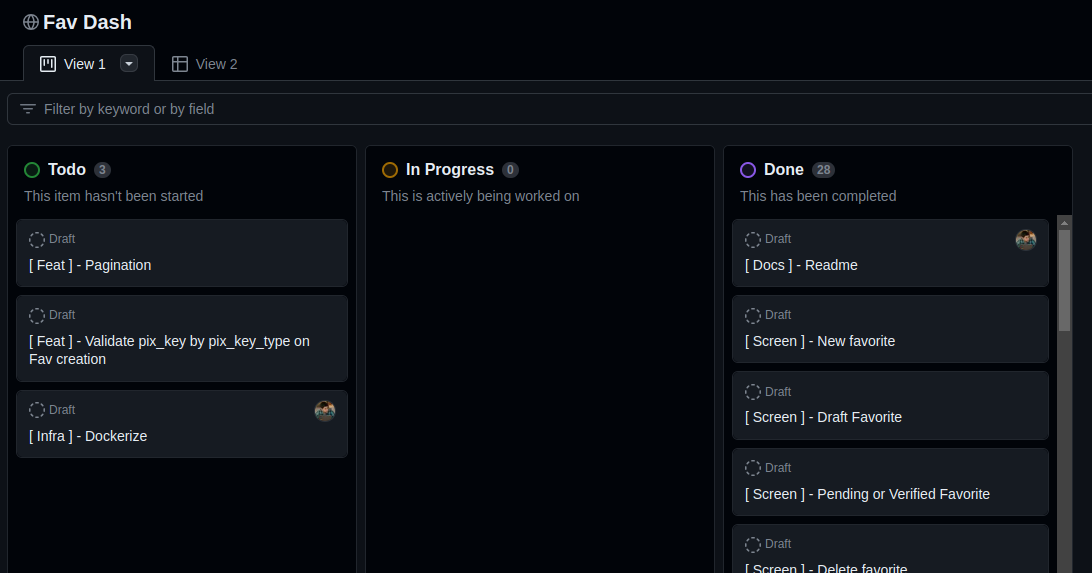 Fav Dash
View 1
View 2
Filter by keyword or by field
Todo 3
This item hasn't been started
Draft
[ Feat ] - Pagination
Draft
[ Feat ] - Validate pix_key by pix_key_type on
Fav creation
Draft
[ Infra ] - Dockerize
In Progress 0
This is actively being worked on
Done 28
This has been completed
Draft
[ Docs ] - Readme
Draft
[ Screen ] - New favorite
Draft
[ Screen ] - Draft Favorite
Draft
[ Screen ] - Pending or Verified Favorite
Draft
[ Screen ] - Delete favorite